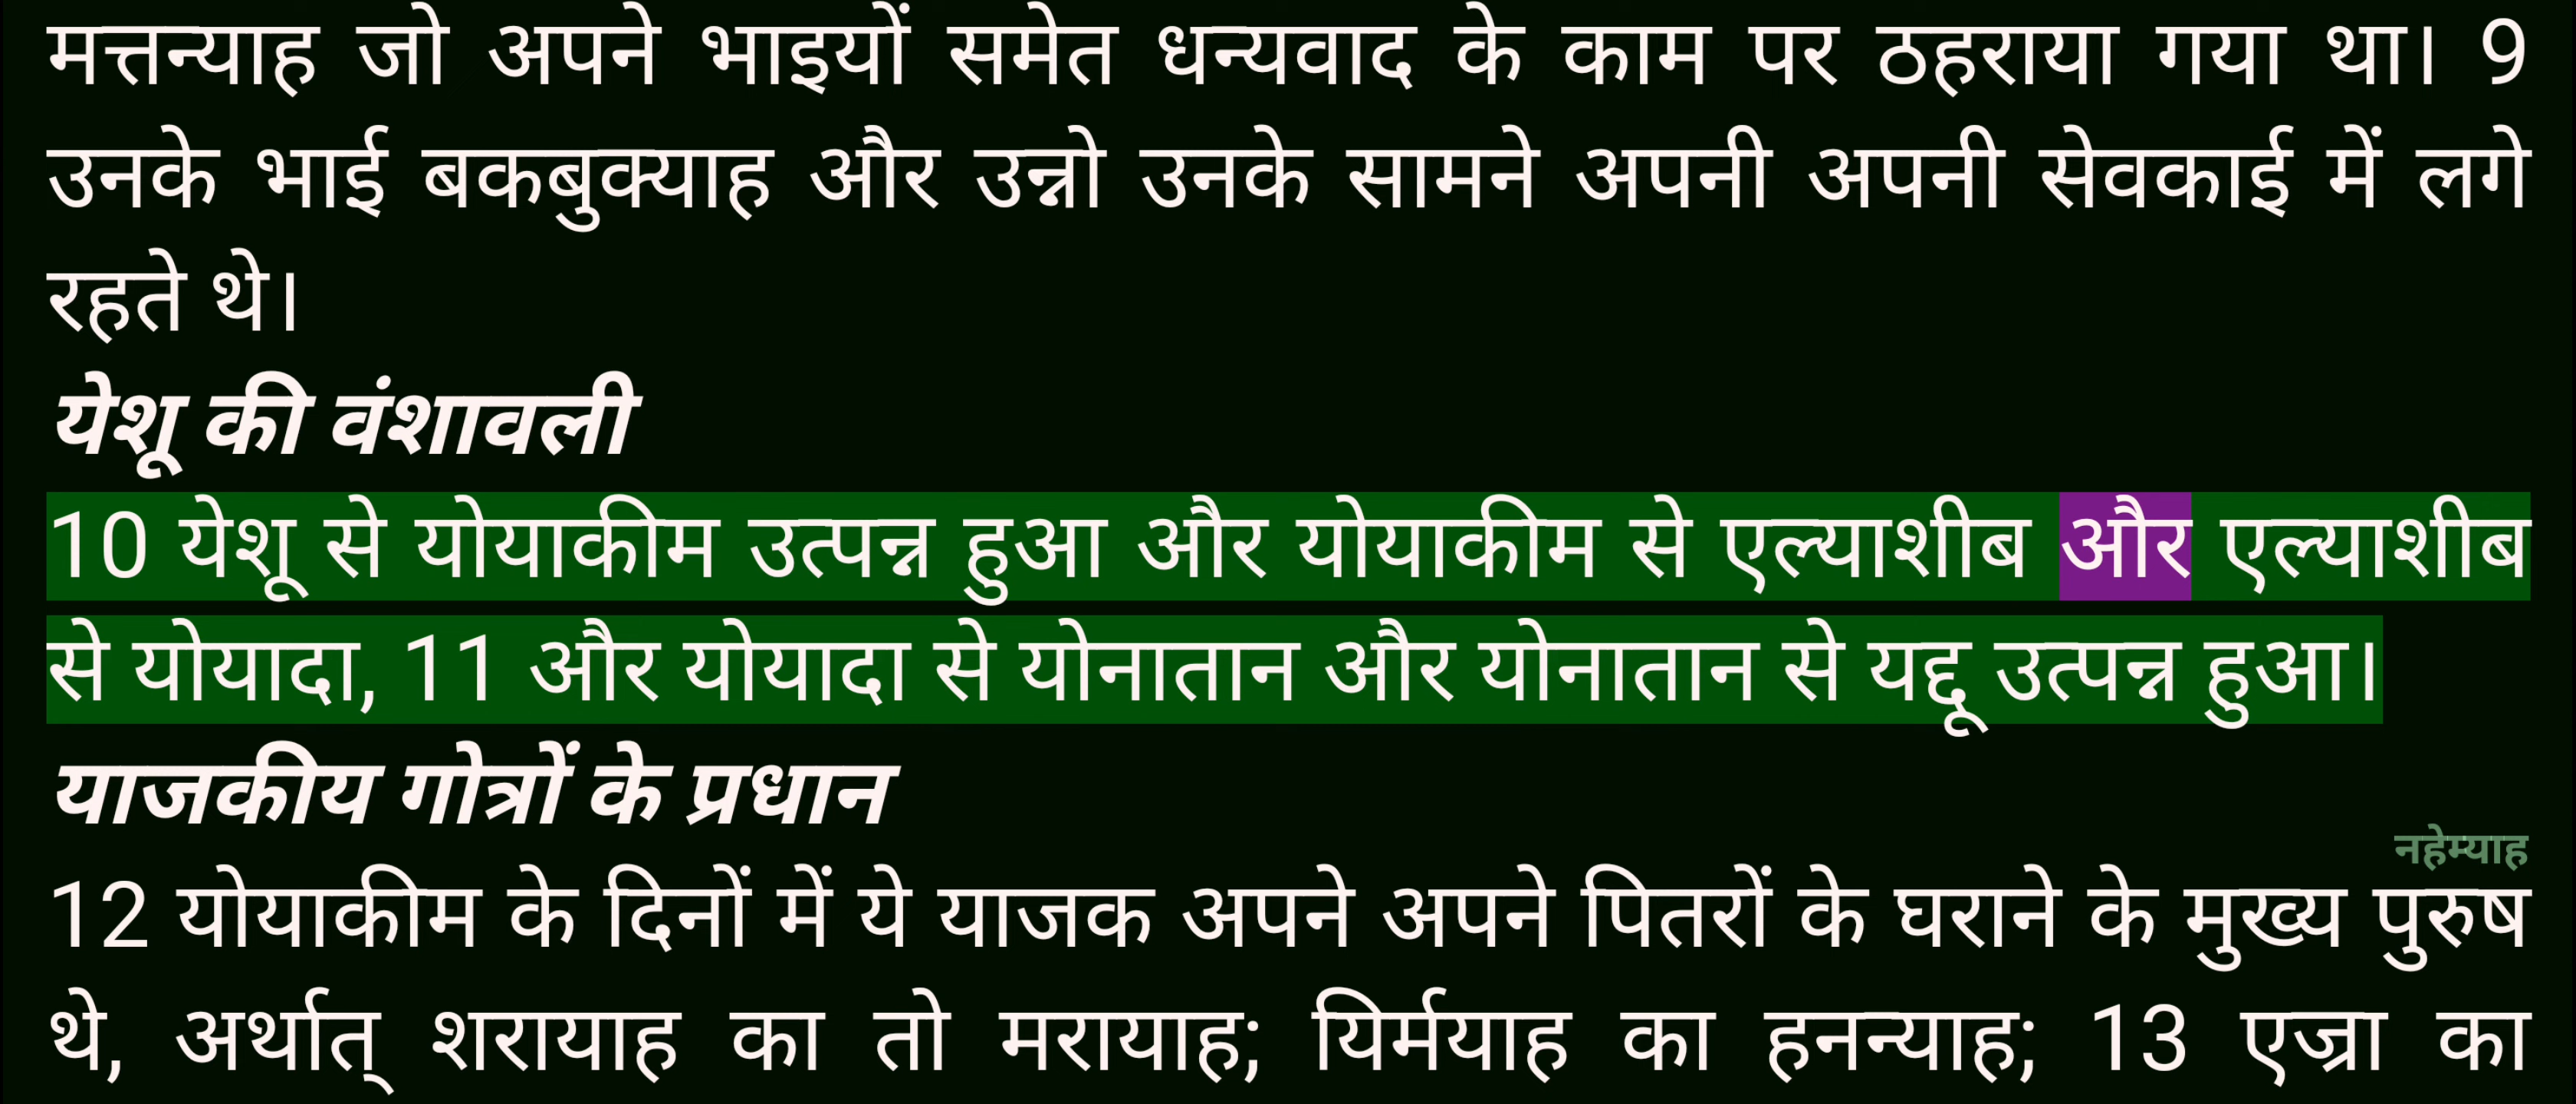 मत्तन्याह जो अपने भाइयों समेत धन्यवाद के काम पर ठहराया गया था। 9
उनके भाई बकबुक्याह और उन्नो उनके सामने अपनी अपनी सेवकाई में लगे
रहते थे।
येशू की वंशावली
10 येशू से योयाकीम उत्पन्न हुआ और योयाकीम से एल्याशीब और एल्याशीब
से योयादा, 11 और योयादा से योनातान और योनातान से यद्दू उत्पन्न हुआ।
याजकीय गोत्रों के प्रधान
नहेम्याह
12 योयाकीम के दिनों में ये याजक अपने अपने पितरों के घराने के मुख्य पुरुष
थे, अर्थात् शरायाह का तो मरायाह; यिर्मयाह का हनन्याह; 13 एज्रा का